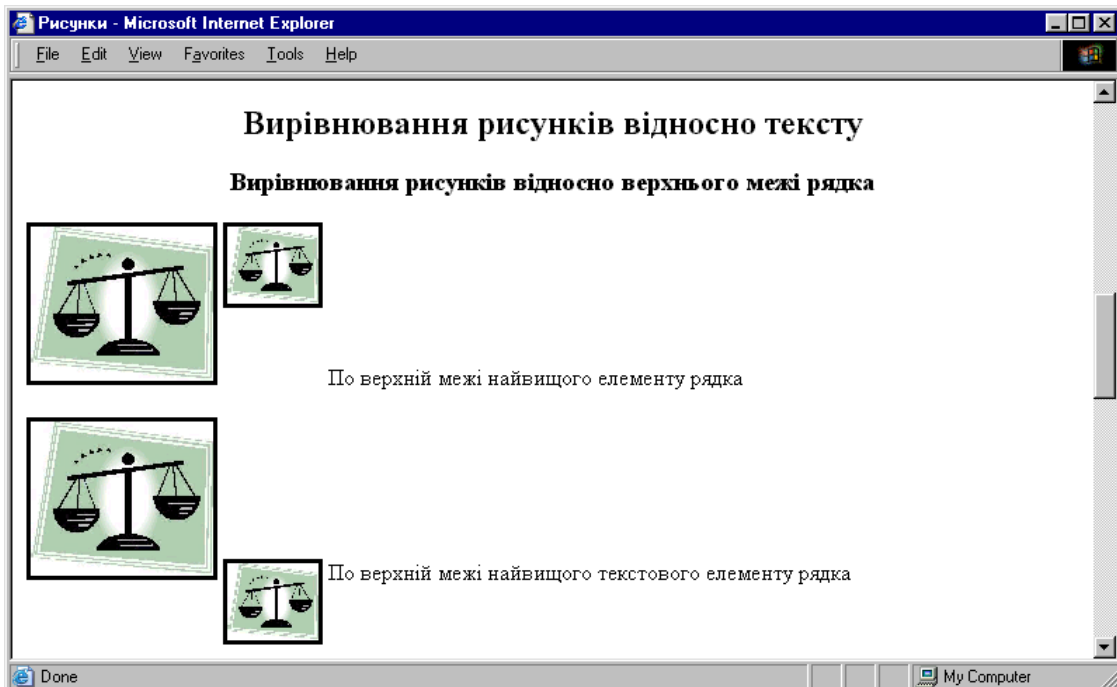 Рисунки - Microsoft Internet Explorer
File Edit View Favorites Tools Help
Вирівнювання рисунків відносно тексту
Вирівнювання рисунків відносно верхнього межі рядка
По верхній межі найвищого елементу рядка
По верхній межі найвищого текстового елементу рядка
Done My Computer